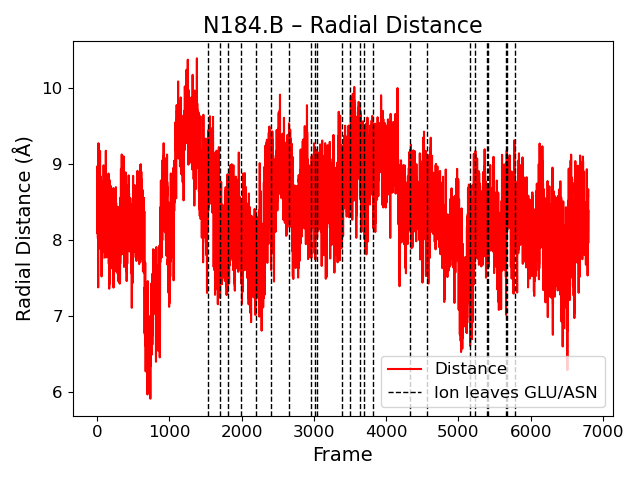 N184.B – Radial Distance
Radial Distance (Å)
10
9
8
7
6
Distance
Ion leaves GLU/ASN
0 1000 2000 3000 4000 5000 6000 7000
Frame